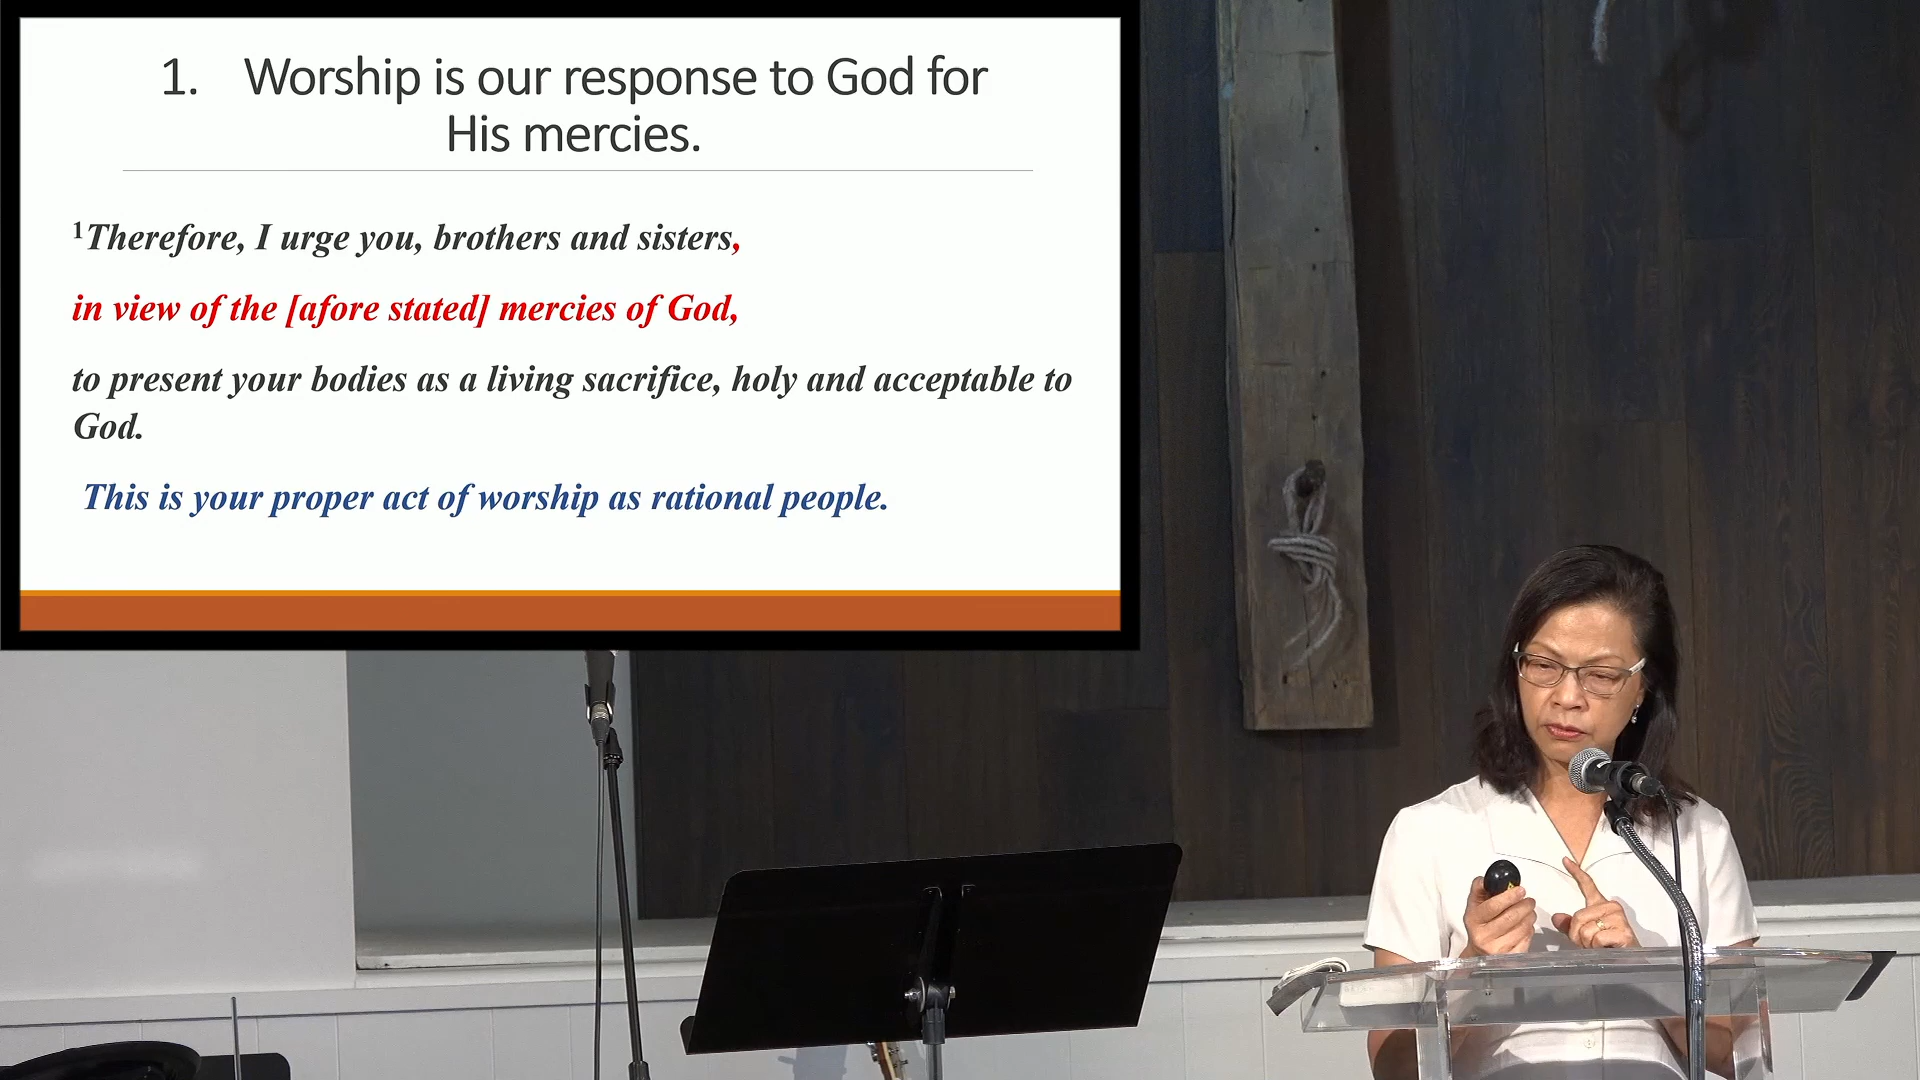 1. Worship is our response to God for
His mercies.
1Therefore, I urge you, brothers and sisters,
in view of the [afore stated] mercies of God,
to present your bodies as a living sacrifice, holy and acceptable to
God.
This is your proper act of worship as rational people.